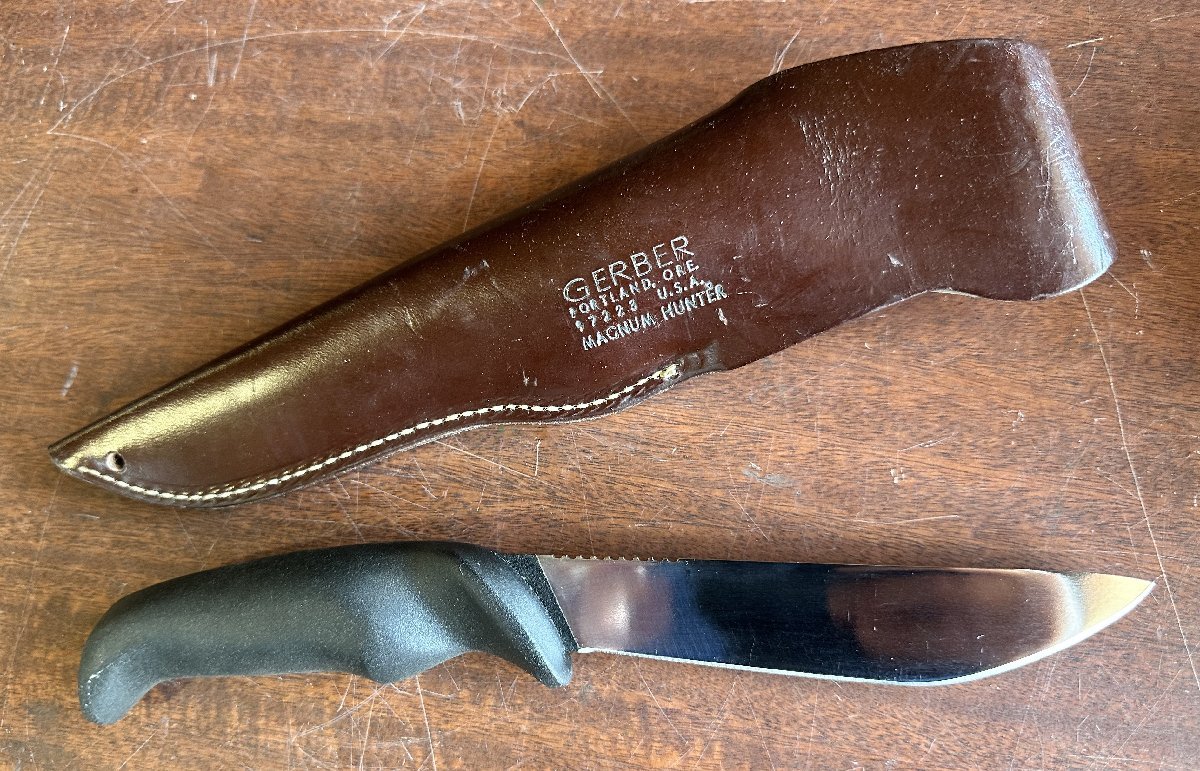 GERBER
PORTLAND, ORE.
97223 U.S.A.
MAGNUM HUNTER